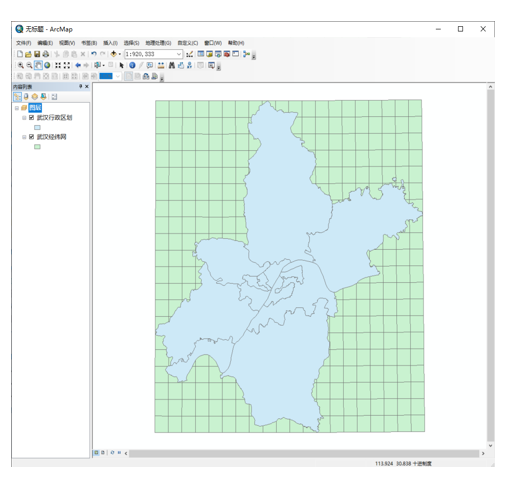 无标题 - ArcMap
文件(F) 编辑(E) 视图(V) 书签(B) 插入(I) 选择(S) 地理处理(G) 自定义(C) 窗口(W) 帮助(H)
1:920,333
内容列表
图层
武汉行政区划
武汉经纬网
113.924 30.838 十进制度